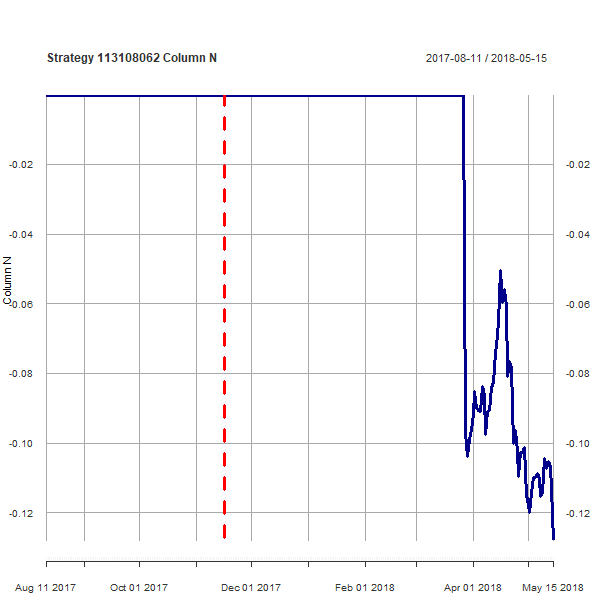 Strategy 113108062 Column N
2017-08-11 / 2018-05-15
Column N
-0.02 -0.02
-0.04 -0.04
-0.06 -0.06
-0.08 -0.08
-0.10 -0.10
-0.12 -0.12
Aug 11 2017 Oct 01 2017 Dec 01 2017 Feb 01 2018 Apr 01 2018 May 15 2018